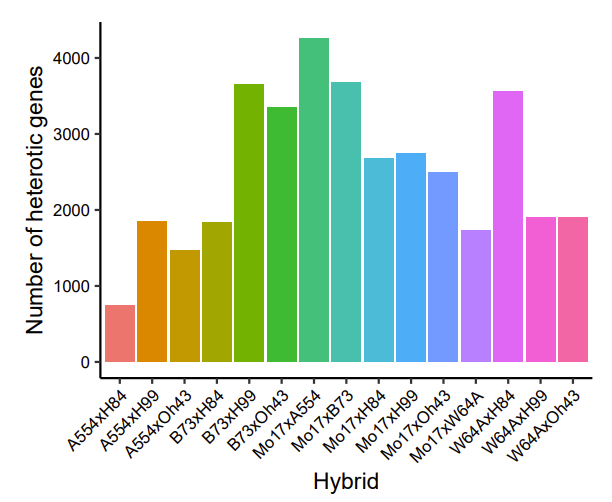 Number of heterotic genes
4000
3000
2000
1000
0
A554xH84
A554xH99
A554xOh43
B73xH84
B73xH99
B73xOh43
Mo17xA554
Mo17xB73
Mo17xH84
Mo17xH99
Mo17xOh43
Mo17xW64A
W64AxH84
W64AxH99
W64AxOh43
Hybrid